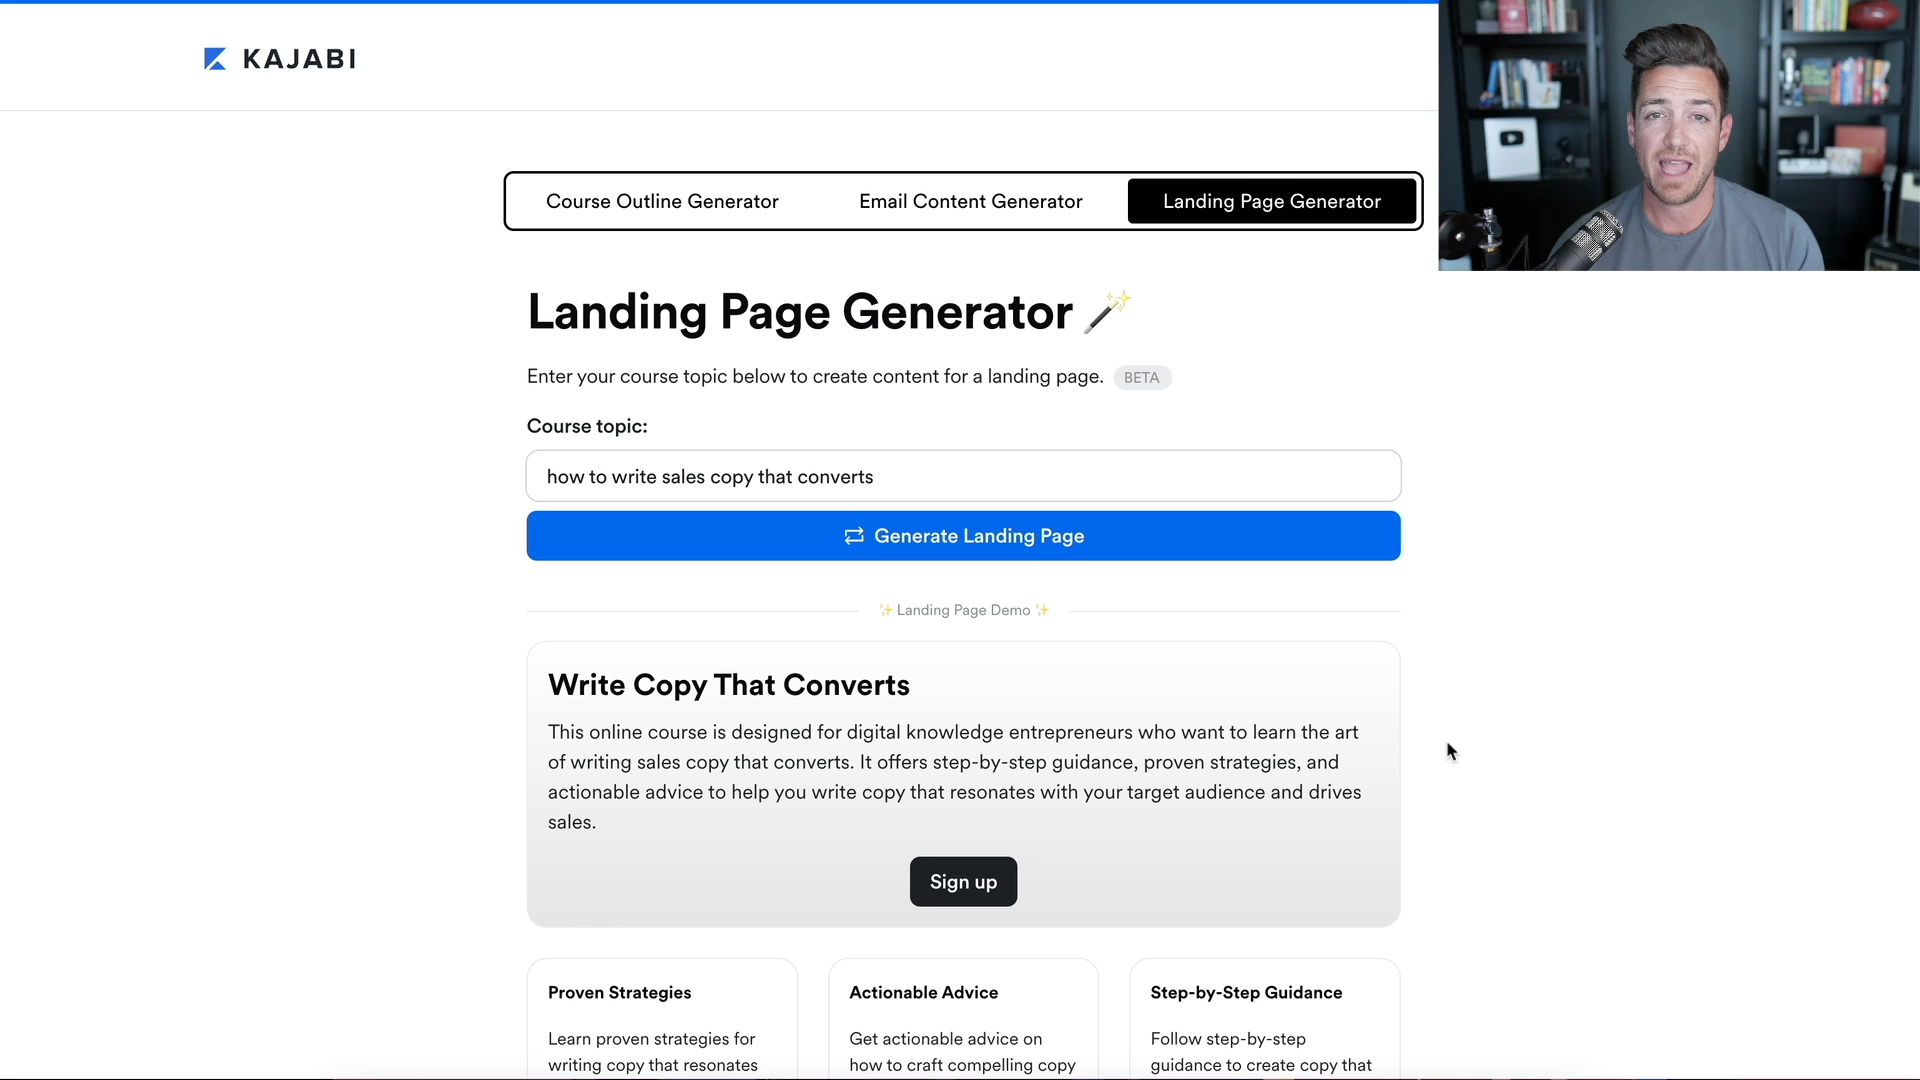 KAJABI
Course Outline Generator
Email Content Generator
Landing Page Generator
Landing Page Generator
Enter your course topic below to create content for a landing page. BETA
Course topic:
how to write sales copy that converts
Generate Landing Page
Landing Page Demo
Write Copy That Converts
This online course is designed for digital knowledge entrepreneurs who want to learn the art
of writing sales copy that converts. It offers step-by-step guidance, proven strategies, and
actionable advice to help you write copy that resonates with your target audience and drives
sales.
Sign up
Proven Strategies
Learn proven strategies for
writing copy that resonates
Actionable Advice
Get actionable advice on
how to craft compelling copy
Step-by-Step Guidance
Follow step-by-step
guidance to create copy that